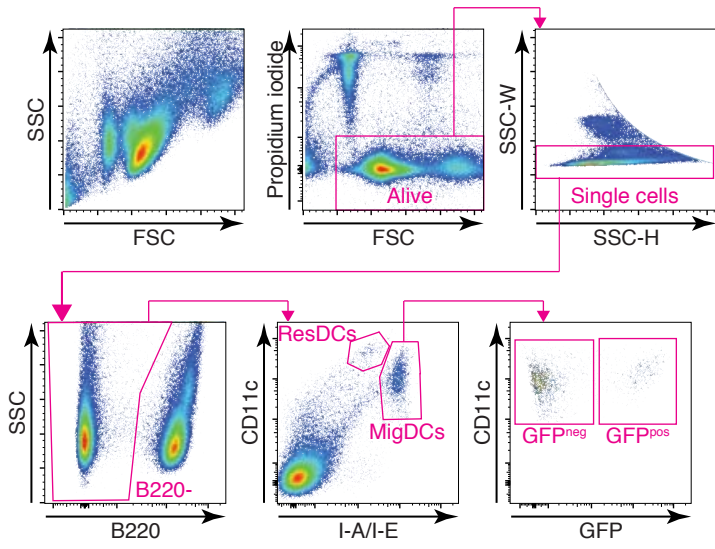 SSC
FSC
Propidium iodide
Alive
FSC
SSC-W
Single cells
SSC-H
SSC
B220-
B220
CD11c
ResDCs
MigDCs
I-A/I-E
CD11c
GFPneg
GFPpos
GFP